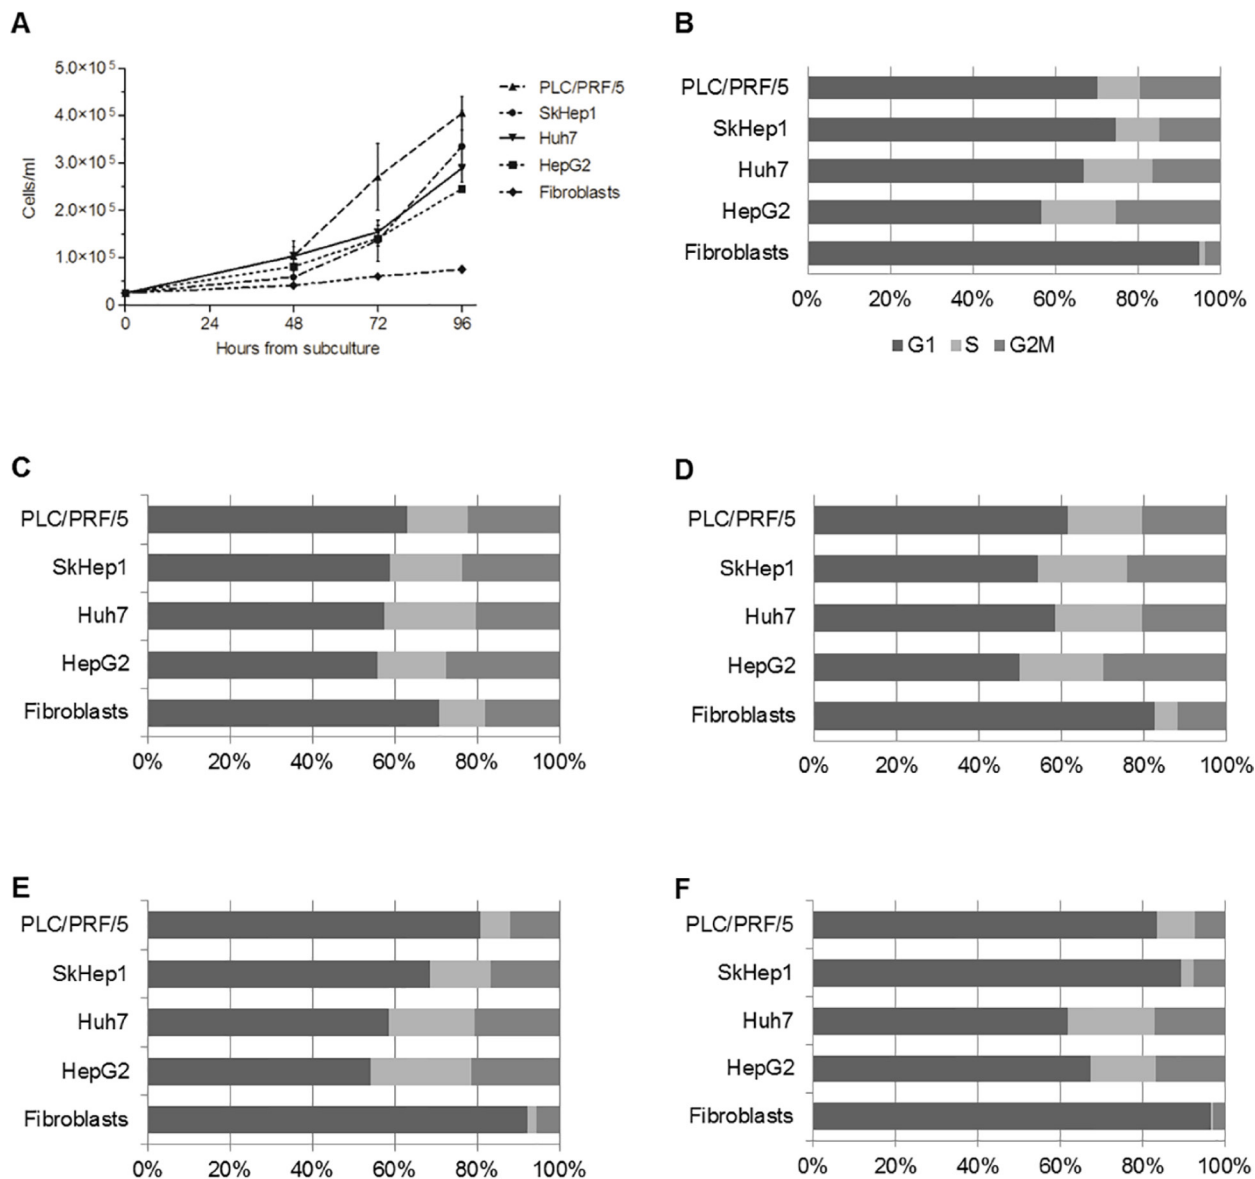 A
5.0×10⁵
4.0×10⁵
3.0×10⁵
2.0×10⁵
1.0×10⁵
0
Cells/ml
0 24 48 72 96
Hours from subculture
PLC/PRF/5
SkHep1
Huh7
HepG2
Fibroblasts
B
PLC/PRF/5
SkHep1
Huh7
HepG2
Fibroblasts
0% 20% 40% 60% 80% 100%
G1 S G2M
C
PLC/PRF/5
SkHep1
Huh7
HepG2
Fibroblasts
0% 20% 40% 60% 80% 100%
D
PLC/PRF/5
SkHep1
Huh7
HepG2
Fibroblasts
0% 20% 40% 60% 80% 100%
E
PLC/PRF/5
SkHep1
Huh7
HepG2
Fibroblasts
0% 20% 40% 60% 80% 100%
F
PLC/PRF/5
SkHep1
Huh7
HepG2
Fibroblasts
0% 20% 40% 60% 80% 100%